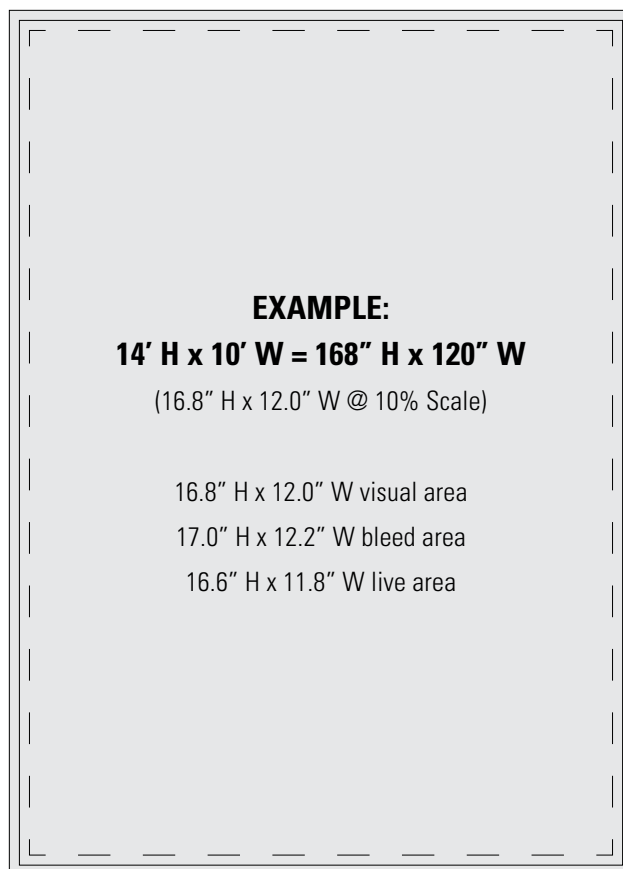 EXAMPLE:
14′ H x 10′ W = 168″ H x 120″ W
(16.8″ H x 12.0″ W @ 10% Scale)
16.8″ H x 12.0″ W visual area
17.0″ H x 12.2″ W bleed area
16.6″ H x 11.8″ W live area